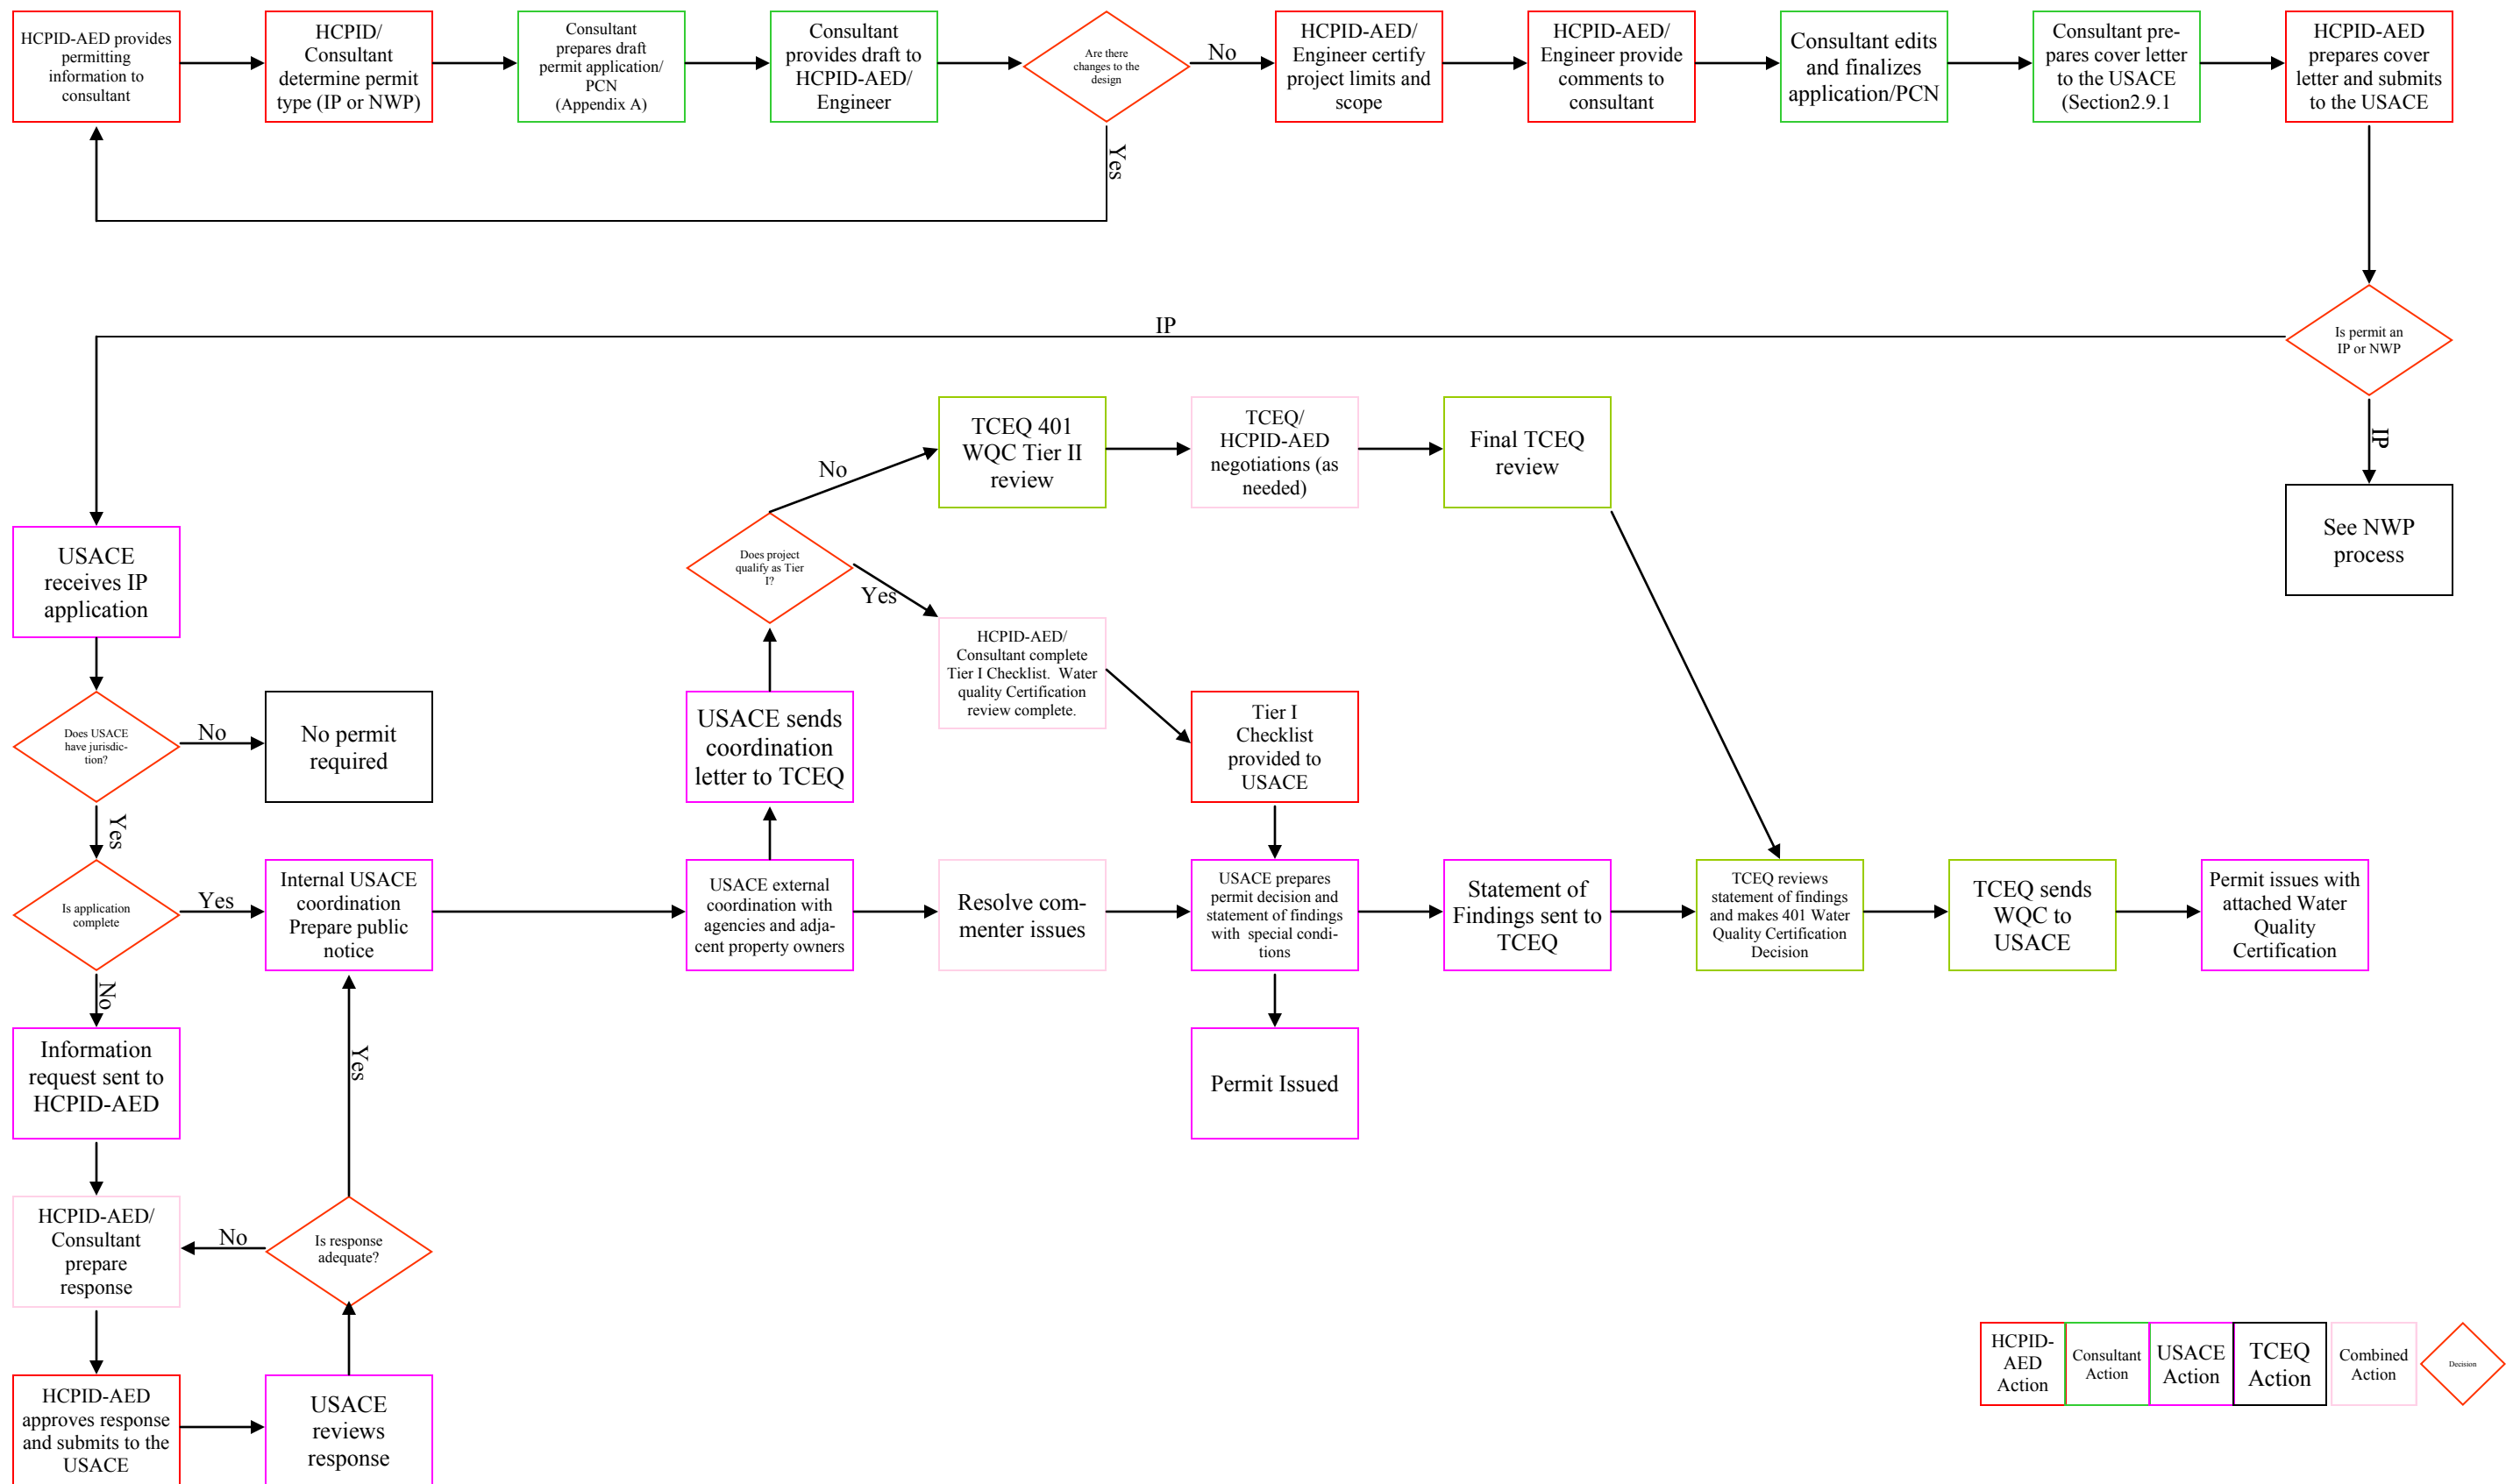 HCPID-AED provides
permitting
information to
consultant
HCPID/
Consultant
determine permit
type (IP or NWP)
Consultant
prepares draft
permit application/
PCN
(Appendix A)
Consultant
provides draft to
HCPID-AED/
Engineer
Are there
changes to the
design
No
Yes
HCPID-AED/
Engineer certify
project limits and
scope
HCPID-AED/
Engineer provide
comments to
consultant
Consultant edits
and finalizes
application/PCN
Consultant pre-
pares cover letter
to the USACE
(Section2.9.1
HCPID-AED
prepares cover
letter and submits
to the USACE
Is permit an
IP or NWP
IP
IP
See NWP
process
TCEQ 401
WQC Tier II
review
TCEQ/
HCPID-AED
negotiations (as
needed)
Final TCEQ
review
No
Does project
qualify as Tier
I?
Yes
USACE
receives IP
application
HCPID-AED/
Consultant complete
Tier I Checklist.  Water
quality Certification
review complete.
Does USACE
have jurisdic-
tion?
No
No permit
required
USACE sends
coordination
letter to TCEQ
Tier I
Checklist
provided to
USACE
Yes
Is application
complete
Yes
Internal USACE
coordination
Prepare public
notice
USACE external
coordination with
agencies and adja-
cent property owners
Resolve com-
menter issues
USACE prepares
permit decision and
statement of findings
with  special condi-
tions
Statement of
Findings sent to
TCEQ
TCEQ reviews
statement of findings
and makes 401 Water
Quality Certification
Decision
TCEQ sends
WQC to
USACE
Permit issues with
attached Water
Quality
Certification
No
Information
request sent to
HCPID-AED
Yes
Permit Issued
HCPID-AED/
Consultant
prepare
response
No
Is response
adequate?
HCPID-AED
approves response
and submits to the
USACE
USACE
reviews
response
HCPID-
AED
Action
Consultant
Action
USACE
Action
TCEQ
Action
Combined
Action
Decision